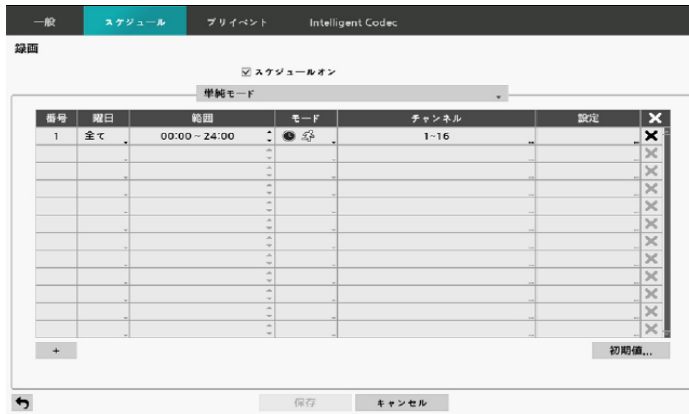 一般 スケジュール プリイベント Intelligent Codec
録画
スケジュールオン
単純モード
番号 曜日 範囲 モード チャンネル 設定
1 全て 00:00 ~ 24:00 1~16 ...
+ 初期値...
保存 キャンセル